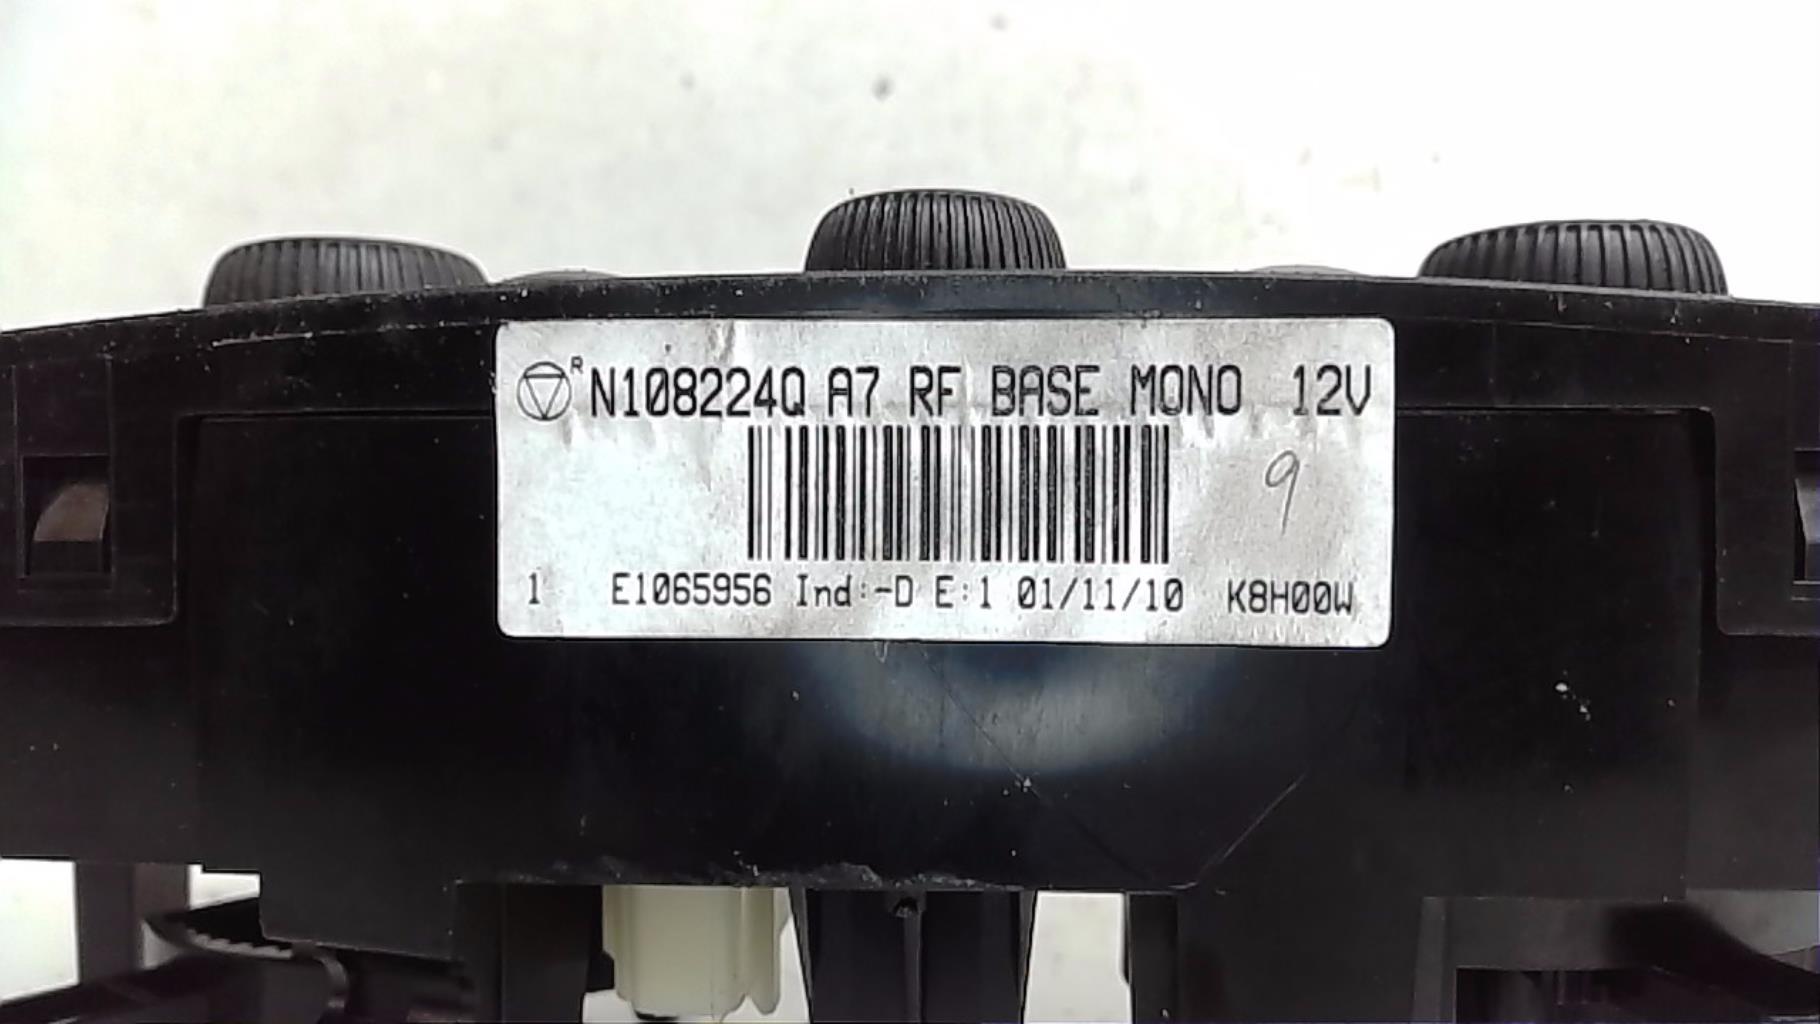 R N108224Q A7 RF BASE MONO 12V
9
1 E1065956 Ind:-D E:1 01/11/10 K8H00W